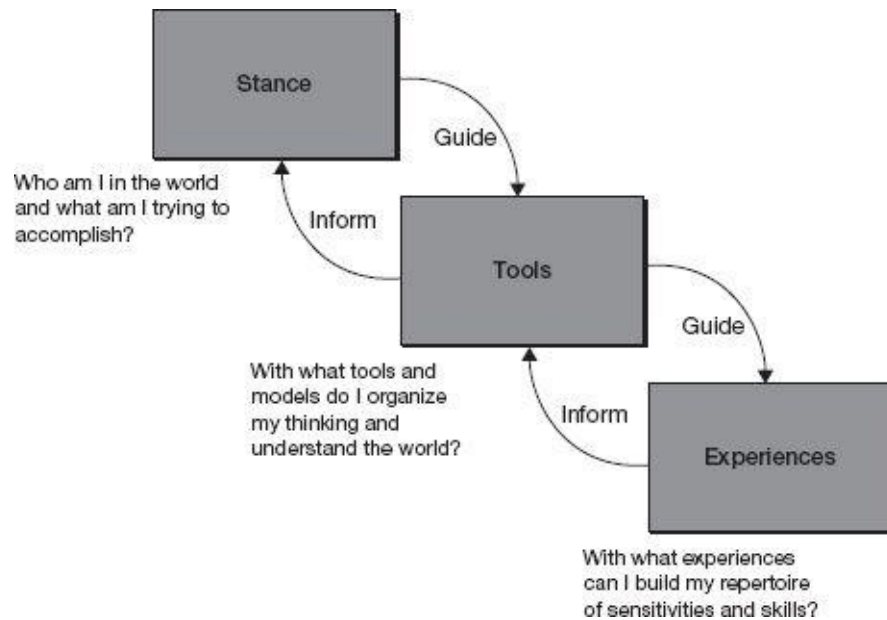 Stance
Guide
Who am I in the world
and what am I trying to
accomplish?
Inform
Tools
Guide
With what tools and
models do I organize
my thinking and
understand the world?
Inform
Experiences
With what experiences
can I build my repertoire
of sensitivities and skills?